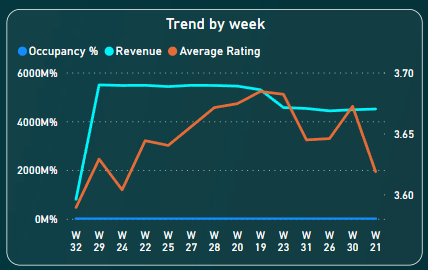 Trend by week
Occupancy % Revenue Average Rating
6000M%
4000M%
2000M%
0M%
3.70
3.65
3.60
W 32
W 29
W 24
W 22
W 25
W 27
W 28
W 20
W 19
W 23
W 31
W 26
W 30
W 21